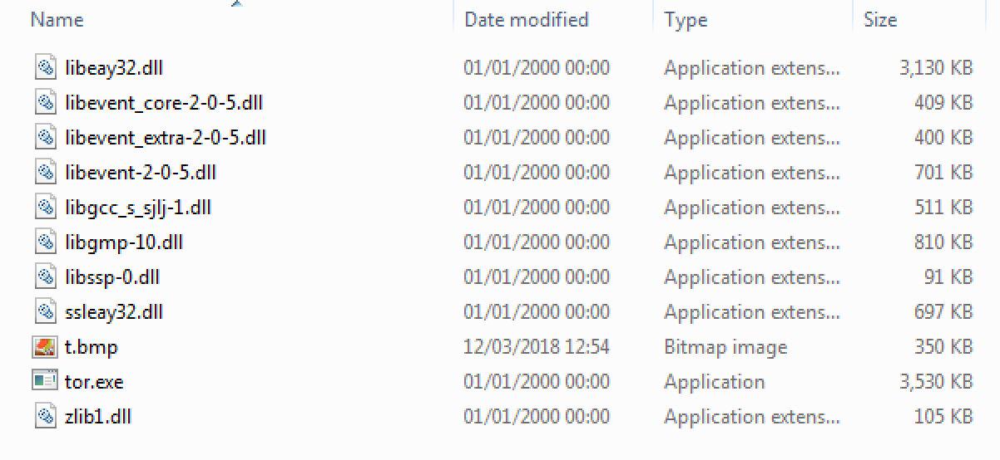 Name Date modified Type Size
libeay32.dll 01/01/2000 00:00 Application extens... 3,130 KB
libevent_core-2-0-5.dll 01/01/2000 00:00 Application extens... 409 KB
libevent_extra-2-0-5.dll 01/01/2000 00:00 Application extens... 400 KB
libevent-2-0-5.dll 01/01/2000 00:00 Application extens... 701 KB
libgcc_s_sjlj-1.dll 01/01/2000 00:00 Application extens... 511 KB
libgmp-10.dll 01/01/2000 00:00 Application extens... 810 KB
libssp-0.dll 01/01/2000 00:00 Application extens... 91 KB
ssleay32.dll 01/01/2000 00:00 Application extens... 697 KB
t.bmp 12/03/2018 12:54 Bitmap image 350 KB
tor.exe 01/01/2000 00:00 Application 3,530 KB
zlib1.dll 01/01/2000 00:00 Application extens... 105 KB